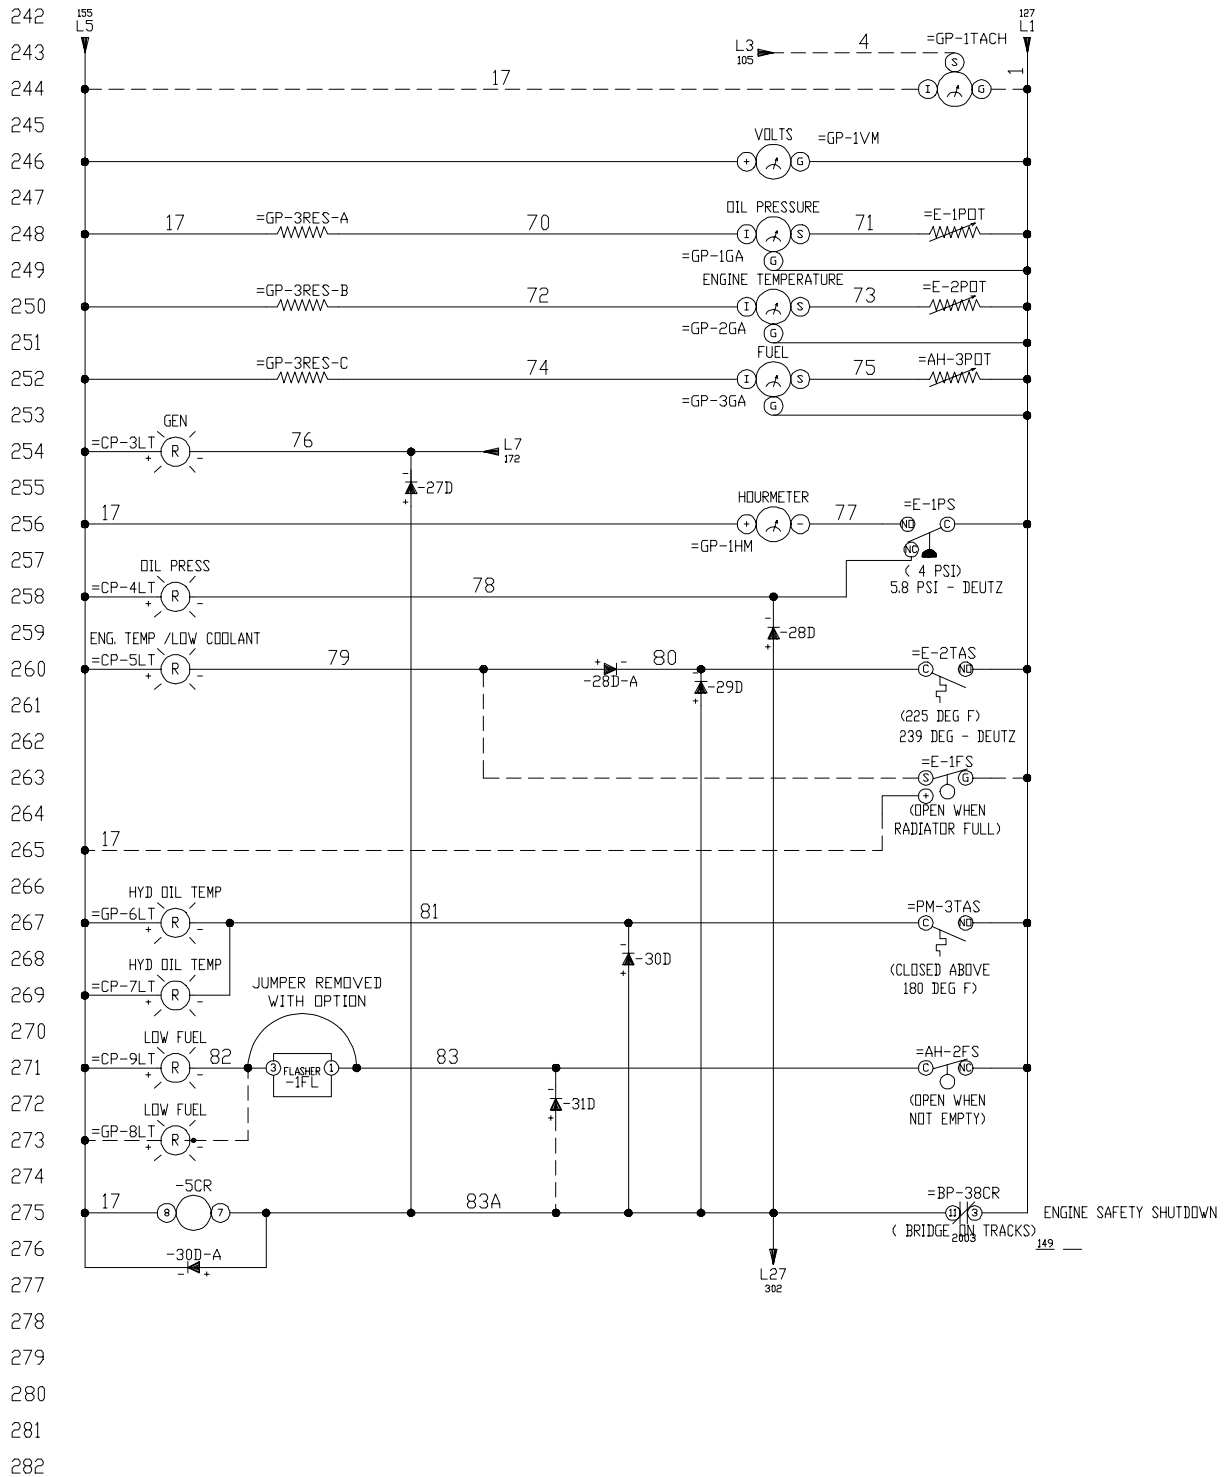 242 155 127
L5 L1
243 L3 4 =GP-1TACH
105 S
1
244 17 I G
245
VOLTS =GP-1VM
246 + G
247
OIL PRESSURE
248 17 =GP-3RES-A 70 I S 71 =E-1POT
249 =GP-1GA G
ENGINE TEMPERATURE
250 =GP-3RES-B 72 I S 73 =E-2POT
251 =GP-2GA G
FUEL
252 =GP-3RES-C 74 I S 75 =AH-3POT
253 =GP-3GA G
GEN
254 =CP-3LT + R - 76 L7
172
255 - -27D +
HOURMETER =E-1PS
256 17 + - 77 NO C
=GP-1HM NC
257
OIL PRESS ( 4 PSI)
258 =CP-4LT + R - 78 5.8 PSI - DEUTZ
259 - -28D +
ENG. TEMP /LOW COOLANT
260 =CP-5LT + R - 79 + - 80 =E-2TAS C NO
-28D-A - -29D +
261
(225 DEG F)
262 239 DEG - DEUTZ
=E-1FS
263 S G
+
264 (OPEN WHEN
RADIATOR FULL)
265 17
266
HYD OIL TEMP
267 =GP-6LT + R - 81 =PM-3TAS C NO
268 - -30D +
HYD OIL TEMP (CLOSED ABOVE
180 DEG F)
269 =CP-7LT + R -
JUMPER REMOVED
WITH OPTION
270
LOW FUEL
271 =CP-9LT + R - 82 3 FLASHER 1 83 =AH-2FS C NC
-1FL
272 - -31D + (OPEN WHEN
NOT EMPTY)
LOW FUEL
273 =GP-8LT + R -
274
-5CR =BP-38CR
275 17 8 7 83A 11 3 ENGINE SAFETY SHUTDOWN
( BRIDGE ON TRACKS)
2003
276 -30D-A 149
- +
277 L27
302
278
279
280
281
282